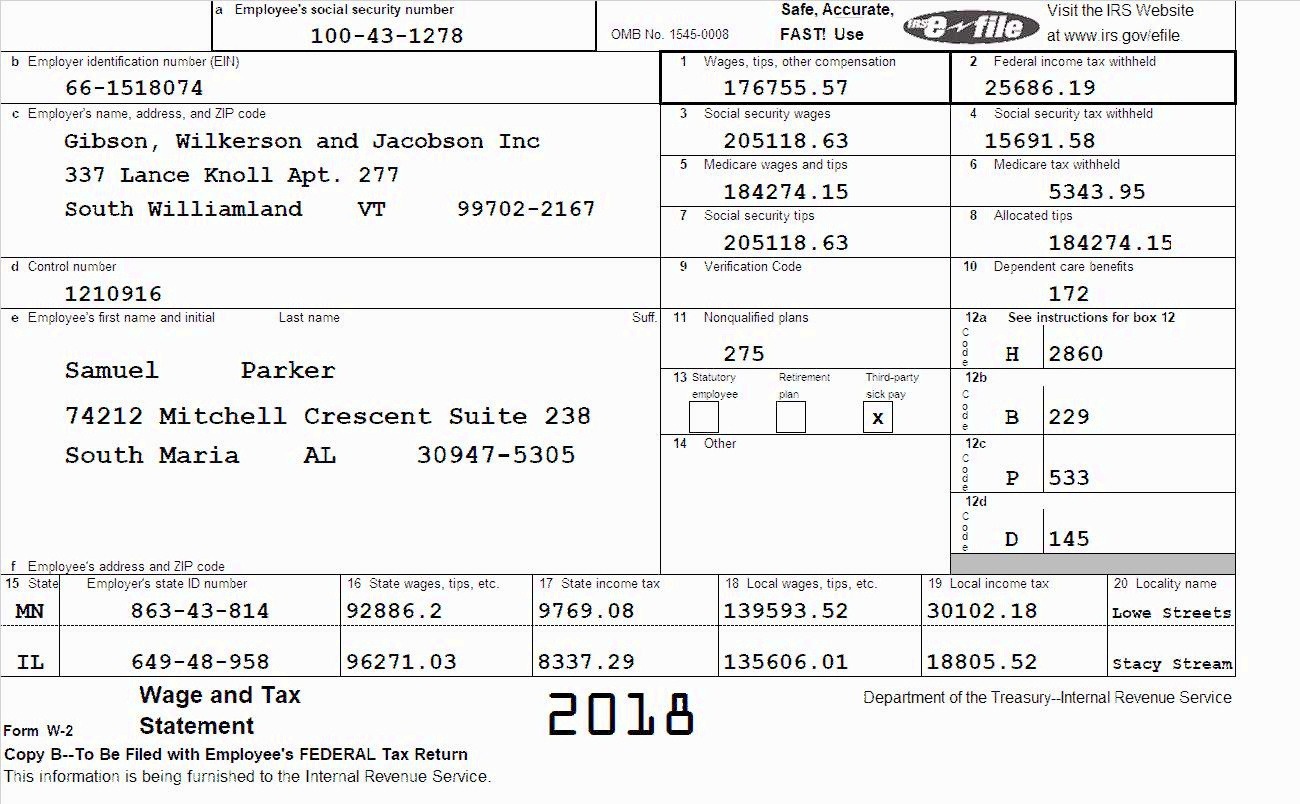 a Employee's social security number
100-43-1278
OMB No. 1545-0008
Safe, Accurate,
FAST! Use
IRS e-file
Visit the IRS Website
at www.irs.gov/efile
b Employer identification number (EIN)
66-1518074
1 Wages, tips, other compensation
176755.57
2 Federal income tax withheld
25686.19
c Employer's name, address, and ZIP code
Gibson, Wilkerson and Jacobson Inc
337 Lance Knoll Apt. 277
South Williamland VT 99702-2167
3 Social security wages
205118.63
4 Social security tax withheld
15691.58
5 Medicare wages and tips
184274.15
6 Medicare tax withheld
5343.95
7 Social security tips
205118.63
8 Allocated tips
184274.15
d Control number
1210916
9 Verification Code
10 Dependent care benefits
172
e Employee's first name and initial Last name Suff.
Samuel Parker
74212 Mitchell Crescent Suite 238
South Maria AL 30947-5305
f Employee's address and ZIP code
11 Nonqualified plans
275
12a See instructions for box 12
Code H 2860
13 Statutory employee
Retirement plan
Third-party sick pay
x
12b
Code B 229
14 Other
12c
Code P 533
12d
Code D 145
15 State Employer's state ID number 16 State wages, tips, etc. 17 State income tax 18 Local wages, tips, etc. 19 Local income tax 20 Locality name
MN 863-43-814 92886.2 9769.08 139593.52 30102.18 Lowe Streets
IL 649-48-958 96271.03 8337.29 135606.01 18805.52 Stacy Stream
Wage and Tax
Statement
Form W-2
2018
Department of the Treasury--Internal Revenue Service
Copy B--To Be Filed with Employee's FEDERAL Tax Return
This information is being furnished to the Internal Revenue Service.